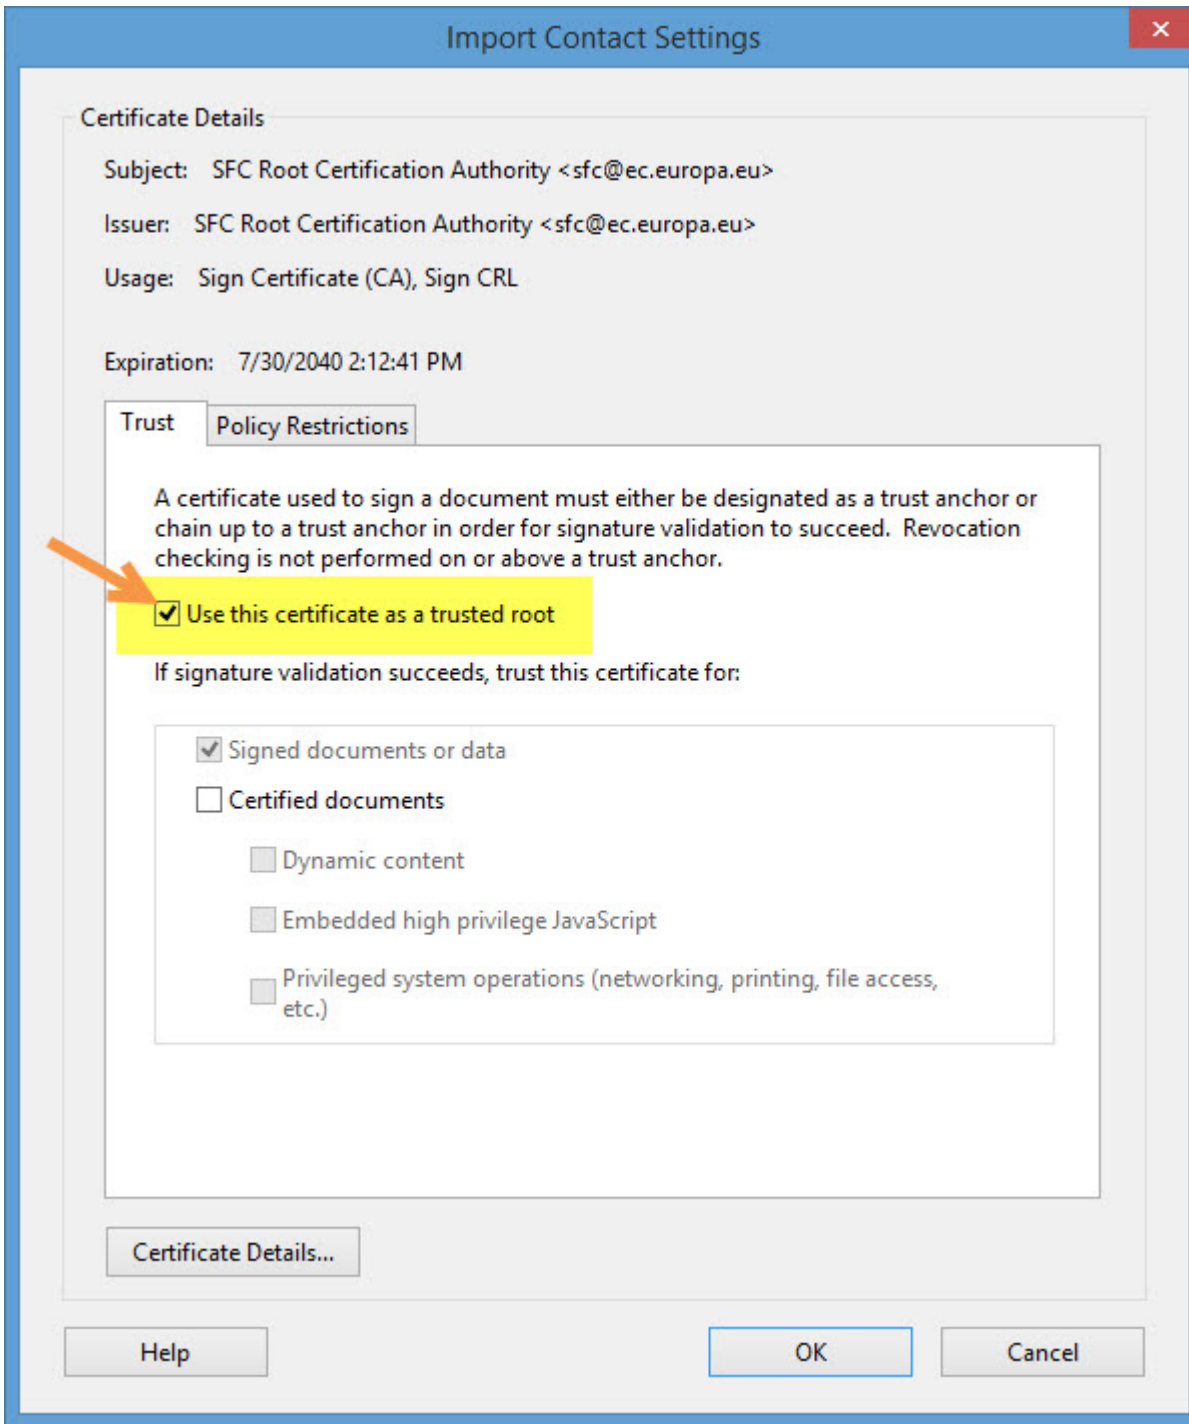 Import Contact Settings
Certificate Details
Subject: SFC Root Certification Authority <sfc@ec.europa.eu>
Issuer: SFC Root Certification Authority <sfc@ec.europa.eu>
Usage: Sign Certificate (CA), Sign CRL
Expiration: 7/30/2040 2:12:41 PM
Trust Policy Restrictions
A certificate used to sign a document must either be designated as a trust anchor or
chain up to a trust anchor in order for signature validation to succeed. Revocation
checking is not performed on or above a trust anchor.
Use this certificate as a trusted root
If signature validation succeeds, trust this certificate for:
Signed documents or data
Certified documents
Dynamic content
Embedded high privilege JavaScript
Privileged system operations (networking, printing, file access,
etc.)
Certificate Details...
Help OK Cancel